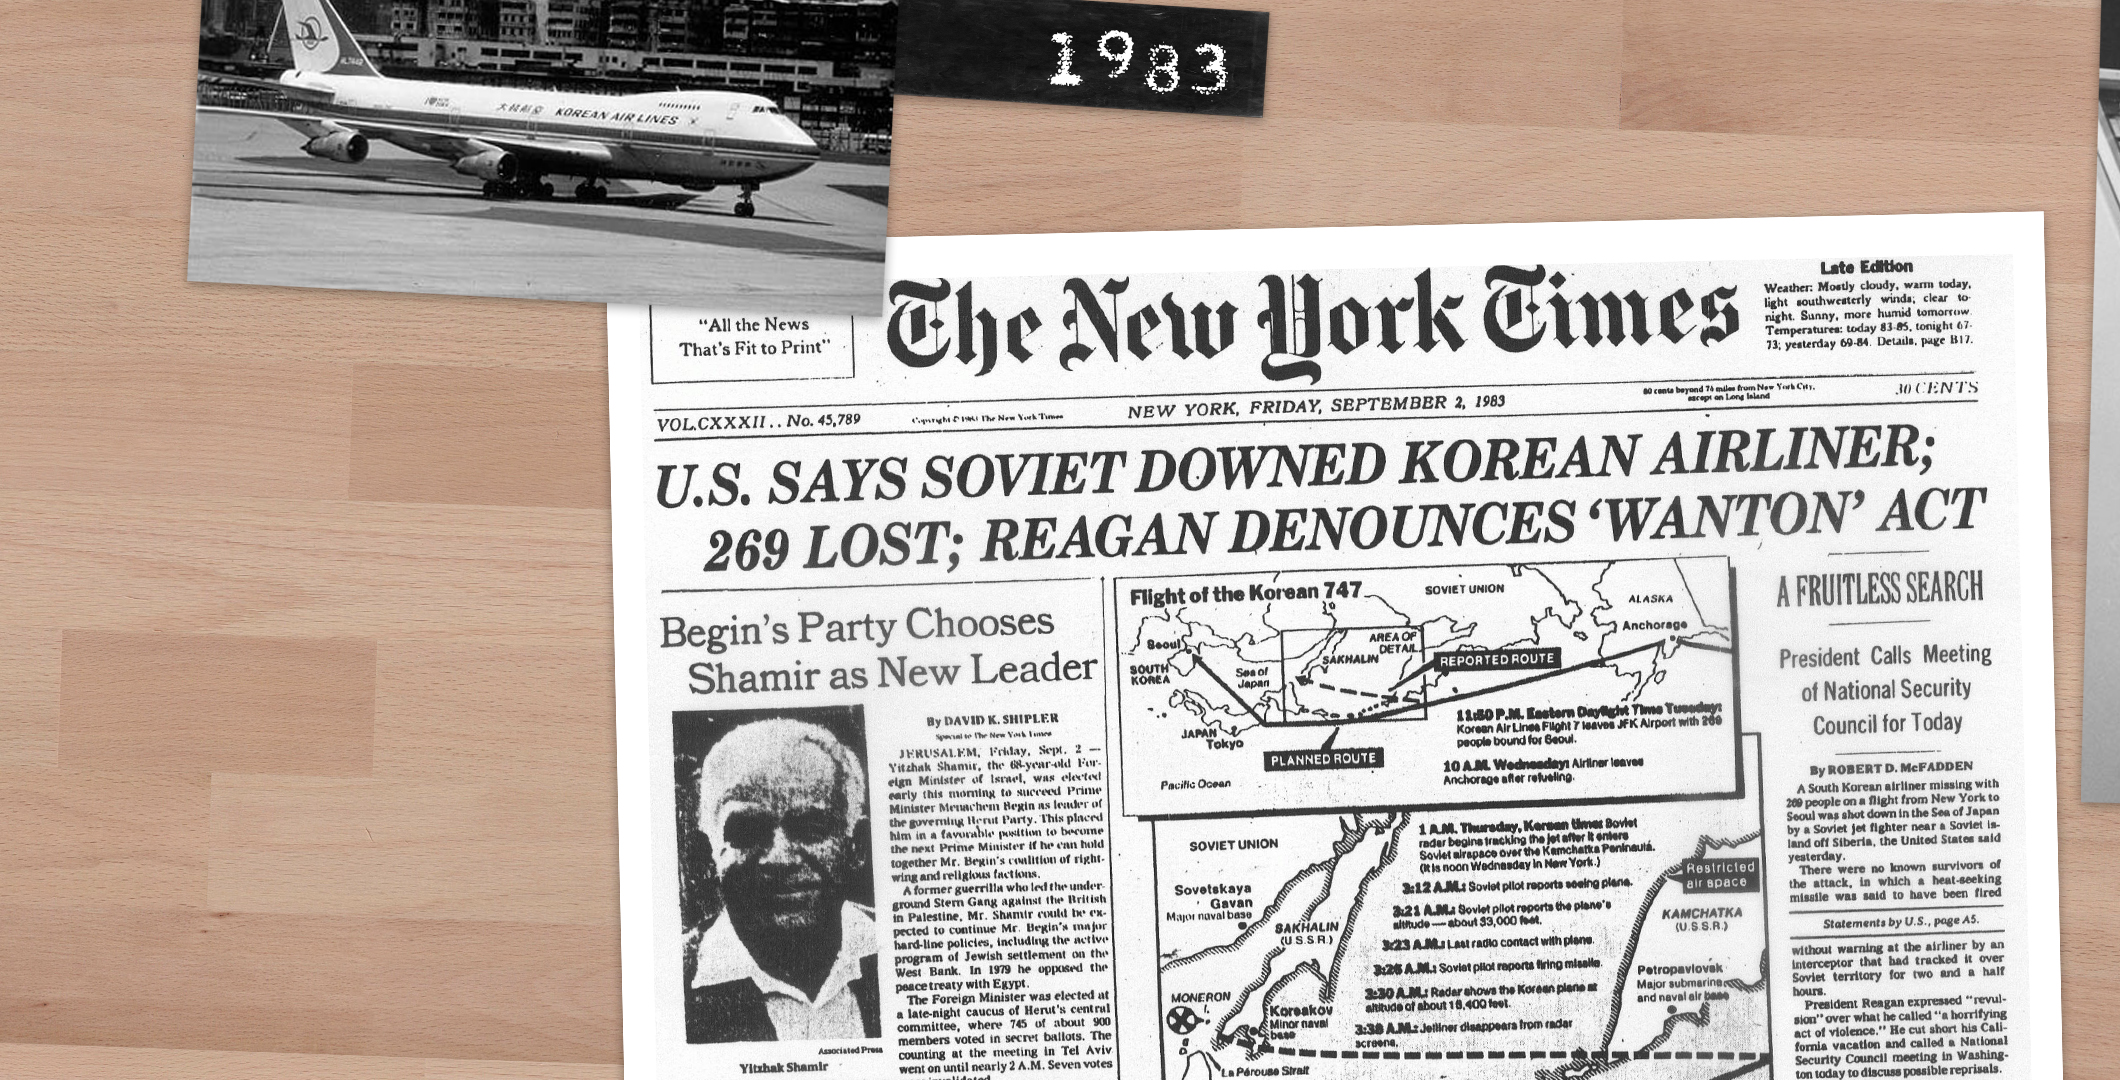 HL7442
KOREAN AIR LINES
1983
"All the News
That's Fit to Print"
The New York Times
Late Edition
Weather: Mostly cloudy, warm today,
light southwesterly winds; clear to-
night. Sunny, more humid tomorrow.
Temperatures: today 83-85, tonight 67-
73; yesterday 69-84. Details, page B17.
VOL.CXXXII . . No. 45,789
Copyright © 1983 The New York Times
NEW YORK, FRIDAY, SEPTEMBER 2, 1983
60 cents beyond 75 miles from New York City,
except on Long Island
30 CENTS
U.S. SAYS SOVIET DOWNED KOREAN AIRLINER;
269 LOST; REAGAN DENOUNCES 'WANTON' ACT
Begin's Party Chooses
Shamir as New Leader
By DAVID K. SHIPLER
Special to The New York Times
JERUSALEM, Friday, Sept. 2 —
Yitzhak Shamir, the 68-year-old For-
eign Minister of Israel, was elected
early this morning to succeed Prime
Minister Menachem Begin as leader of
the governing Herut Party. This placed
him in a favorable position to become
the next Prime Minister if he can hold
together Mr. Begin's coalition of right-
wing and religious factions.
A former guerrilla who led the under-
ground Stern Gang against the British
in Palestine, Mr. Shamir could be ex-
pected to continue Mr. Begin's major
hard-line policies, including the active
program of Jewish settlement on the
West Bank. In 1979 he opposed the
peace treaty with Egypt.
The Foreign Minister was elected at
a late-night caucus of Herut's central
committee, where 745 of about 900
members voted in secret ballots. The
counting at the meeting in Tel Aviv
went on until nearly 2 A.M. Seven votes
Associated Press
Yitzhak Shamir
Flight of the Korean 747
SOVIET UNION
ALASKA
Anchorage
Seoul
SOUTH
KOREA
Sea of
Japan
SAKHALIN
AREA OF
DETAIL
REPORTED ROUTE
JAPAN
Tokyo
PLANNED ROUTE
Pacific Ocean
11:50 P.M. Eastern Daylight Time Tuesday:
Korean Air Lines Flight 7 leaves JFK Airport with 269
people bound for Seoul.
10 A.M. Wednesday: Airliner leaves
Anchorage after refueling.
SOVIET UNION
Sovetskaya
Gavan
Major naval base
SAKHALIN
(U.S.S.R.)
MONERON
I.
Korsakov
Minor naval
base
La Perouse Strait
1 A.M. Thursday, Korean time: Soviet
radar begins tracking the jet after it enters
Soviet airspace over the Kamchatka Peninsula.
(It is noon Wednesday in New York.)
3:12 A.M.: Soviet pilot reports seeing plane.
3:21 A.M.: Soviet pilot reports the plane's
altitude — about 33,000 feet.
3:23 A.M.: Last radio contact with plane.
3:26 A.M.: Soviet pilot reports firing missile.
3:30 A.M.: Radar shows the Korean plane at
altitude of about 16,400 feet.
3:38 A.M.: Jetliner disappears from radar
screens.
Restricted
air space
KAMCHATKA
(U.S.S.R.)
Petropavlovsk
Major submarine
and naval air base
A FRUITLESS SEARCH
President Calls Meeting
of National Security
Council for Today
By ROBERT D. McFADDEN
A South Korean airliner missing with
269 people on a flight from New York to
Seoul was shot down in the Sea of Japan
by a Soviet jet fighter near a Soviet is-
land off Siberia, the United States said
yesterday.
There were no known survivors of
the attack, in which a heat-seeking
missile was said to have been fired
Statements by U.S., page A5.
without warning at the airliner by an
interceptor that had tracked it over
Soviet territory for two and a half
hours.
President Reagan expressed "revul-
sion" over what he called "a horrifying
act of violence." He cut short his Cali-
fornia vacation and called a National
Security Council meeting in Washing-
ton today to discuss possible reprisals.